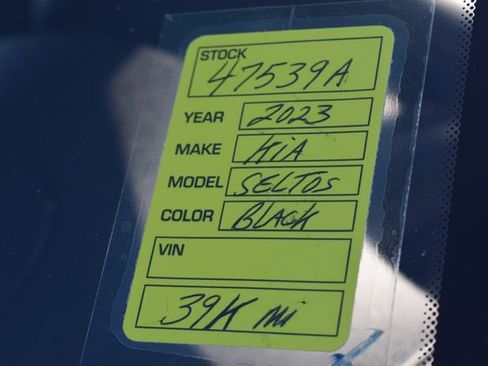 STOCK
47539A
YEAR 2023
MAKE KIA
MODEL SELTOS
COLOR BLACK
VIN
39K mi